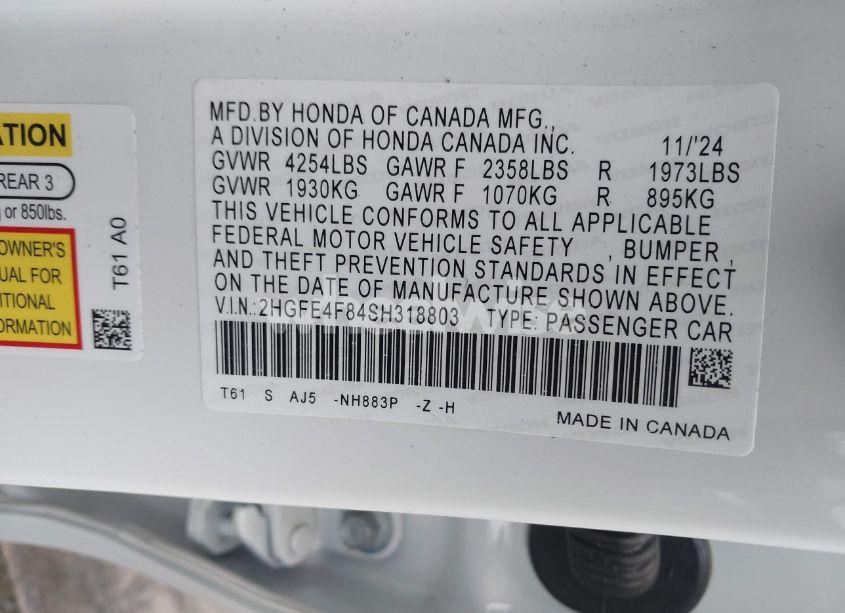 ATION
REAR 3
g or 850lbs.
OWNER'S
UAL FOR
ITIONAL
FORMATION
T61 A0
MFD.BY HONDA OF CANADA MFG.,
A DIVISION OF HONDA CANADA INC. 11/'24
GVWR 4254LBS GAWR F 2358LBS R 1973LBS
GVWR 1930KG GAWR F 1070KG R 895KG
THIS VEHICLE CONFORMS TO ALL APPLICABLE
FEDERAL MOTOR VEHICLE SAFETY , BUMPER ,
AND THEFT PREVENTION STANDARDS IN EFFECT
ON THE DATE OF MANUFACTURE SHOWN ABOVE.
V.I.N.:2HGFE4F84SH318803 TYPE: PASSENGER CAR
T61 S AJ5 -NH883P -Z -H
MADE IN CANADA